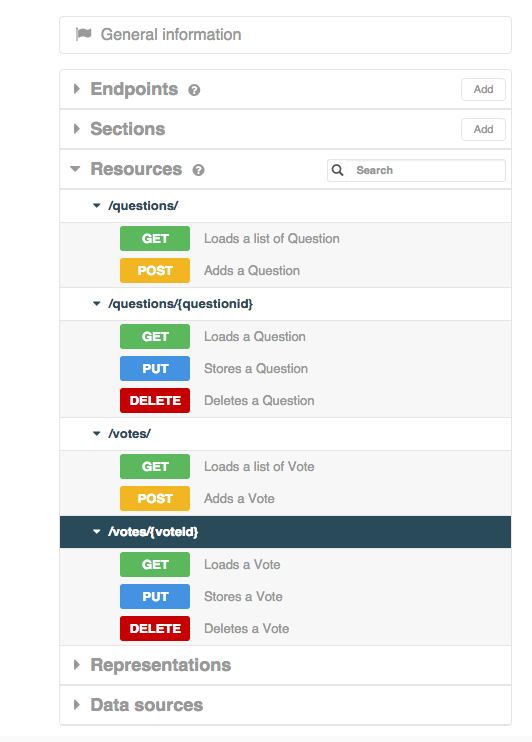 General information
Endpoints ?
Add
Sections
Add
Resources ?
Search
/questions/
GET Loads a list of Question
POST Adds a Question
/questions/{questionid}
GET Loads a Question
PUT Stores a Question
DELETE Deletes a Question
/votes/
GET Loads a list of Vote
POST Adds a Vote
/votes/{voteid}
GET Loads a Vote
PUT Stores a Vote
DELETE Deletes a Vote
Representations
Data sources